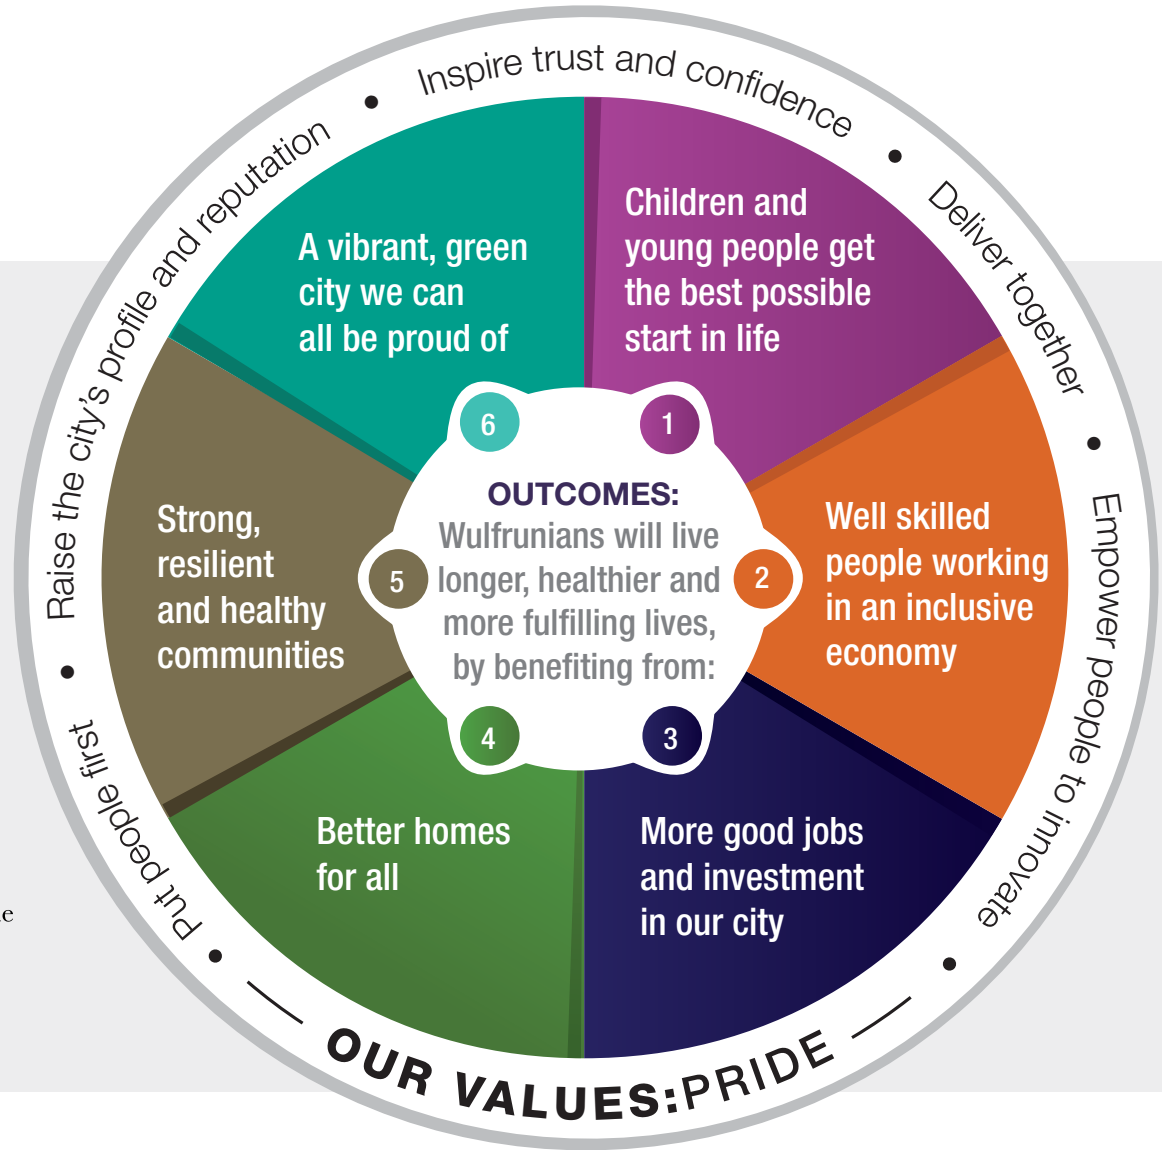 Put people first
•
Raise the city's profile and reputation
•
Inspire trust and confidence
•
Deliver together
•
Empower people to innovate
•
OUR VALUES:PRIDE
•
OUTCOMES:
Wulfrunians will live
longer, healthier and
more fulfilling lives,
by benefiting from:
1
Children and
young people get
the best possible
start in life
2
Well skilled
people working
in an inclusive
economy
3
More good jobs
and investment
in our city
4
Better homes
for all
5
Strong,
resilient
and healthy
communities
6
A vibrant, green
city we can
all be proud of